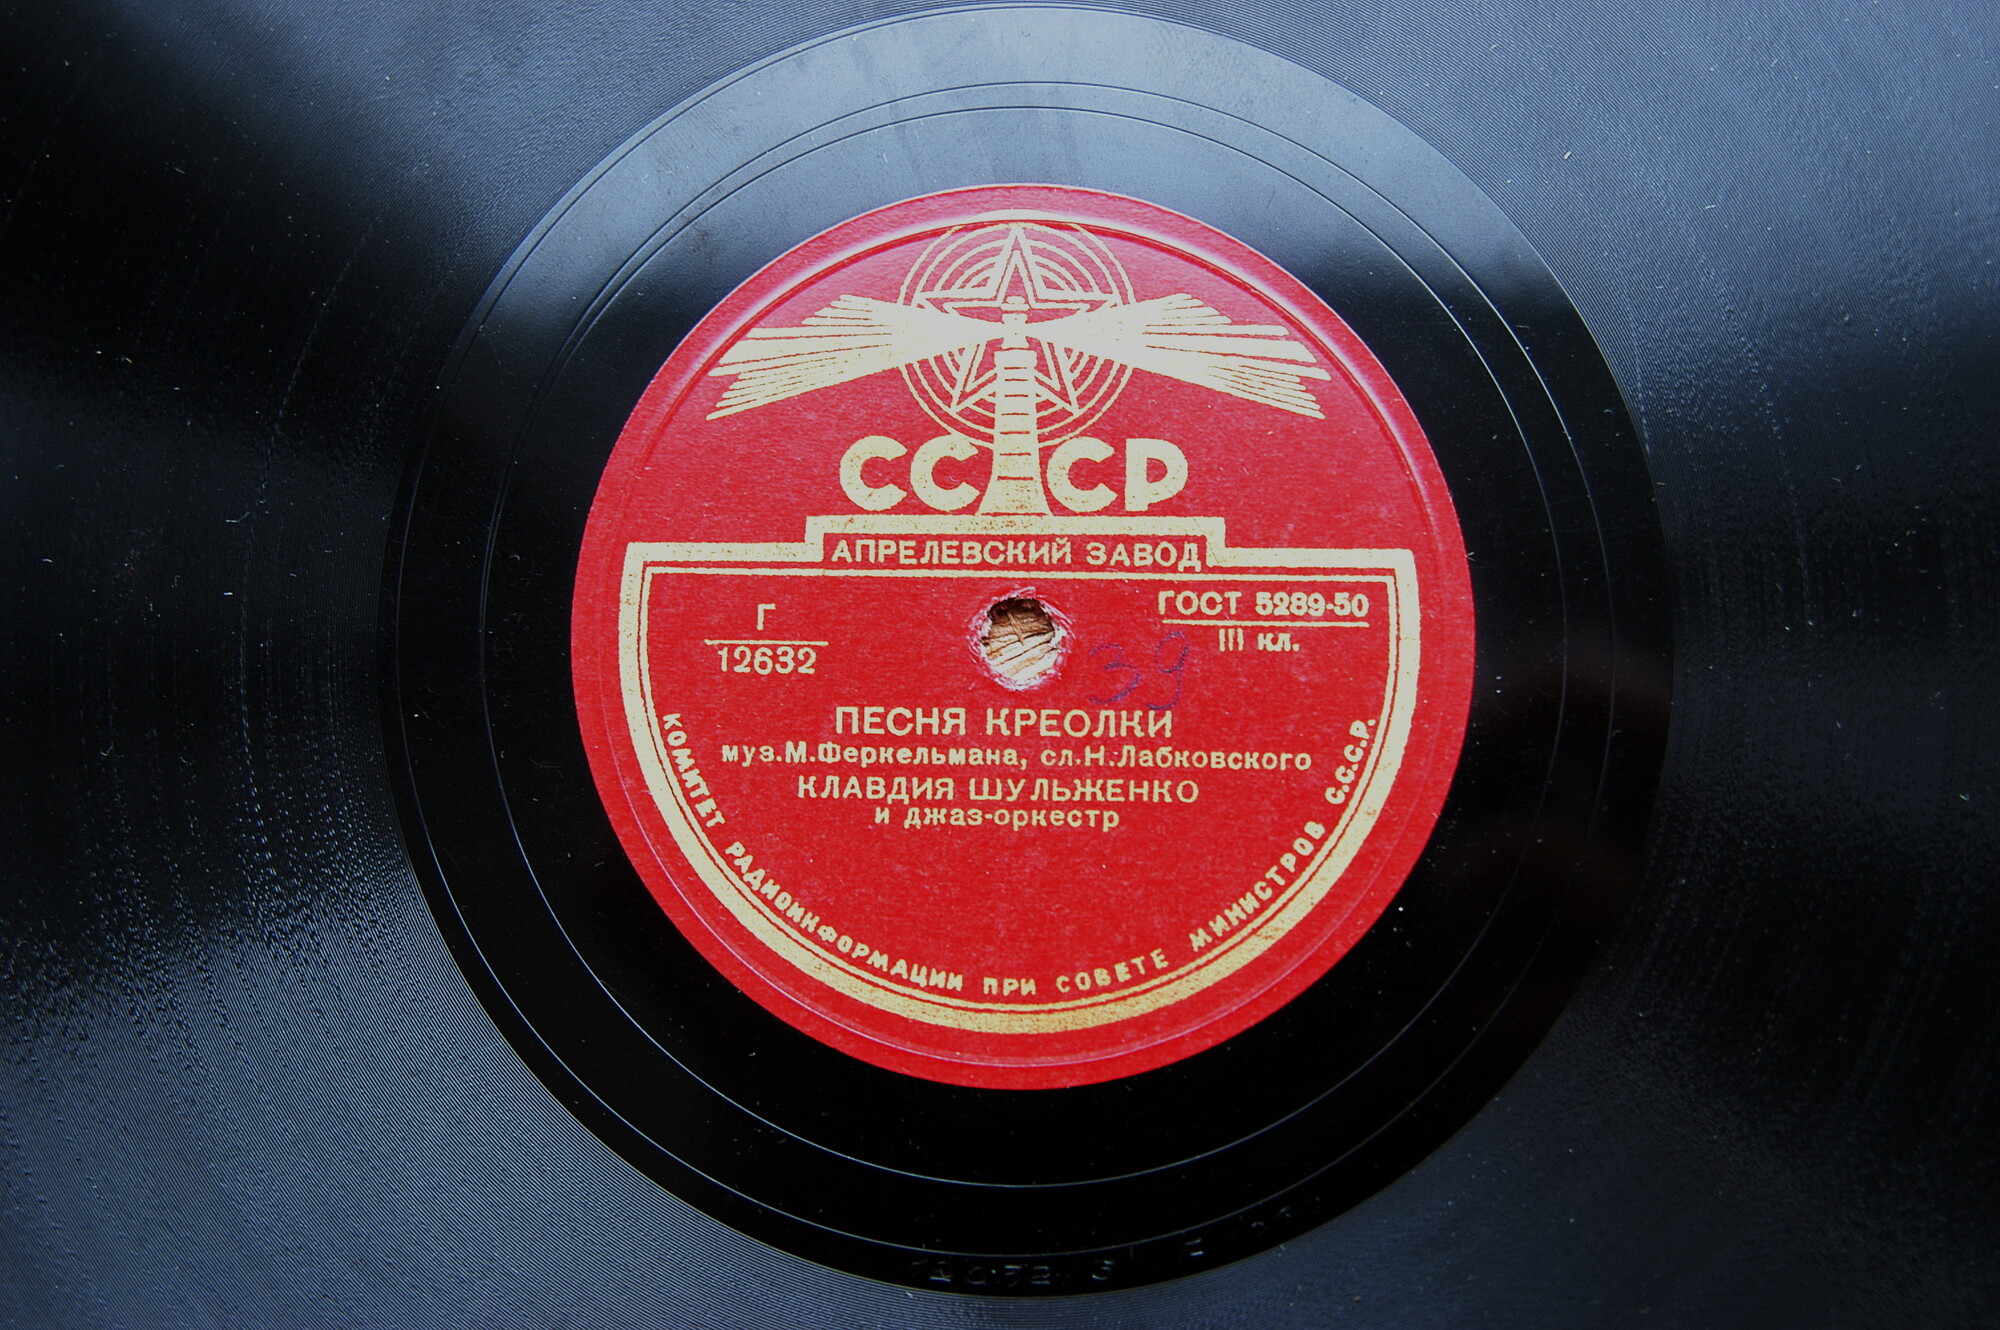 СССР
АПРЕЛЕВСКИЙ ЗАВОД
Г
12632
ГОСТ 5289-50
III кл.
39
ПЕСНЯ КРЕОЛКИ
муз.М.Феркельмана, сл.Н.Лабковского
КЛАВДИЯ ШУЛЬЖЕНКО
и джаз-оркестр
КОМИТЕТ РАДИОИНФОРМАЦИИ ПРИ СОВЕТЕ МИНИСТРОВ С.С.С.Р.